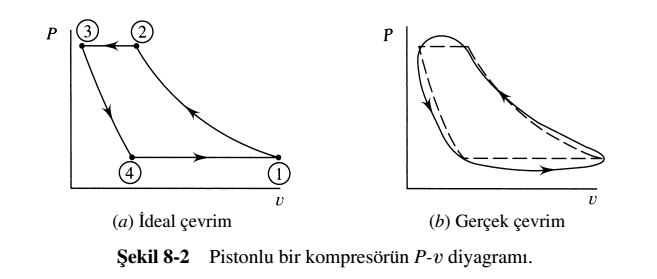 P
3
2
4
1
v
(a) İdeal çevrim
P
v
(b) Gerçek çevrim
Şekil 8-2 Pistonlu bir kompresörün P-v diyagramı.